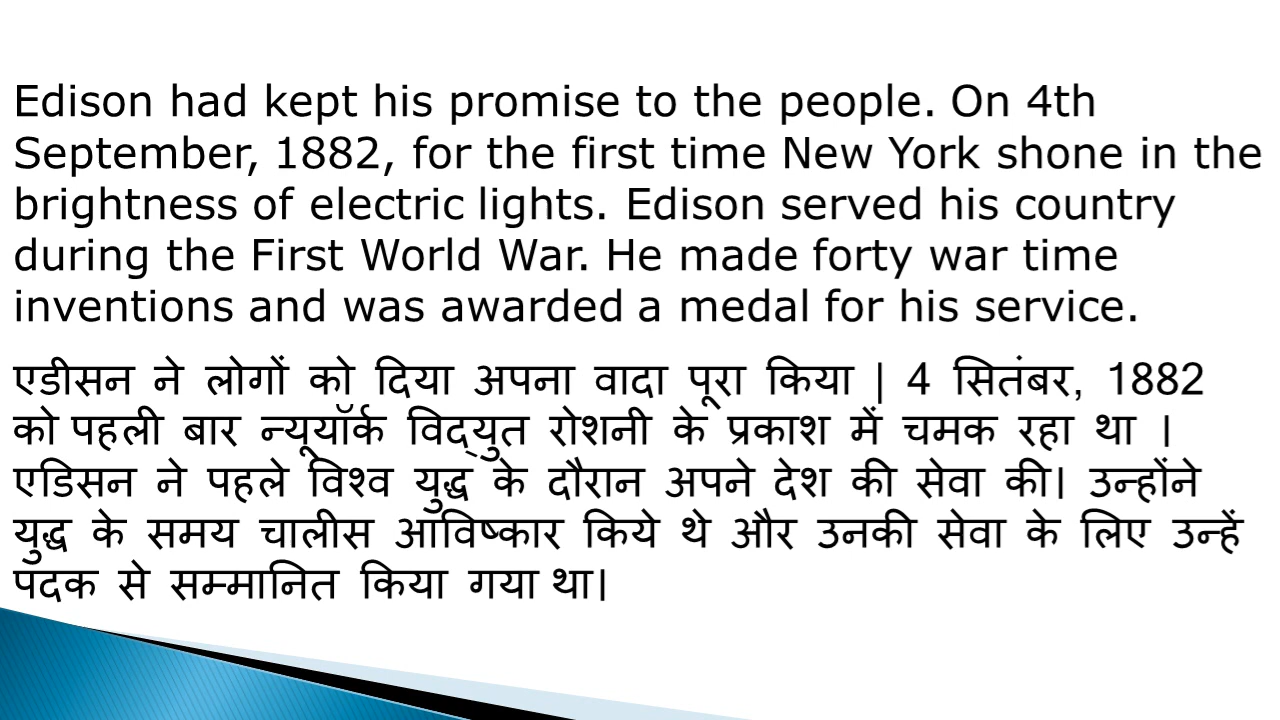 Edison had kept his promise to the people. On 4th
September, 1882, for the first time New York shone in the
brightness of electric lights. Edison served his country
during the First World War. He made forty war time
inventions and was awarded a medal for his service.
एडीसन ने लोगों को दिया अपना वादा पूरा किया | 4 सितंबर, 1882
को पहली बार न्यूयॉर्क विद्‌युत रोशनी के प्रकाश में चमक रहा था ।
एडिसन ने पहले विश्व युद्ध के दौरान अपने देश की सेवा की। उन्होंने
युद्ध के समय चालीस आविष्कार किये थे और उनकी सेवा के लिए उन्हें
पदक से सम्मानित किया गया था।